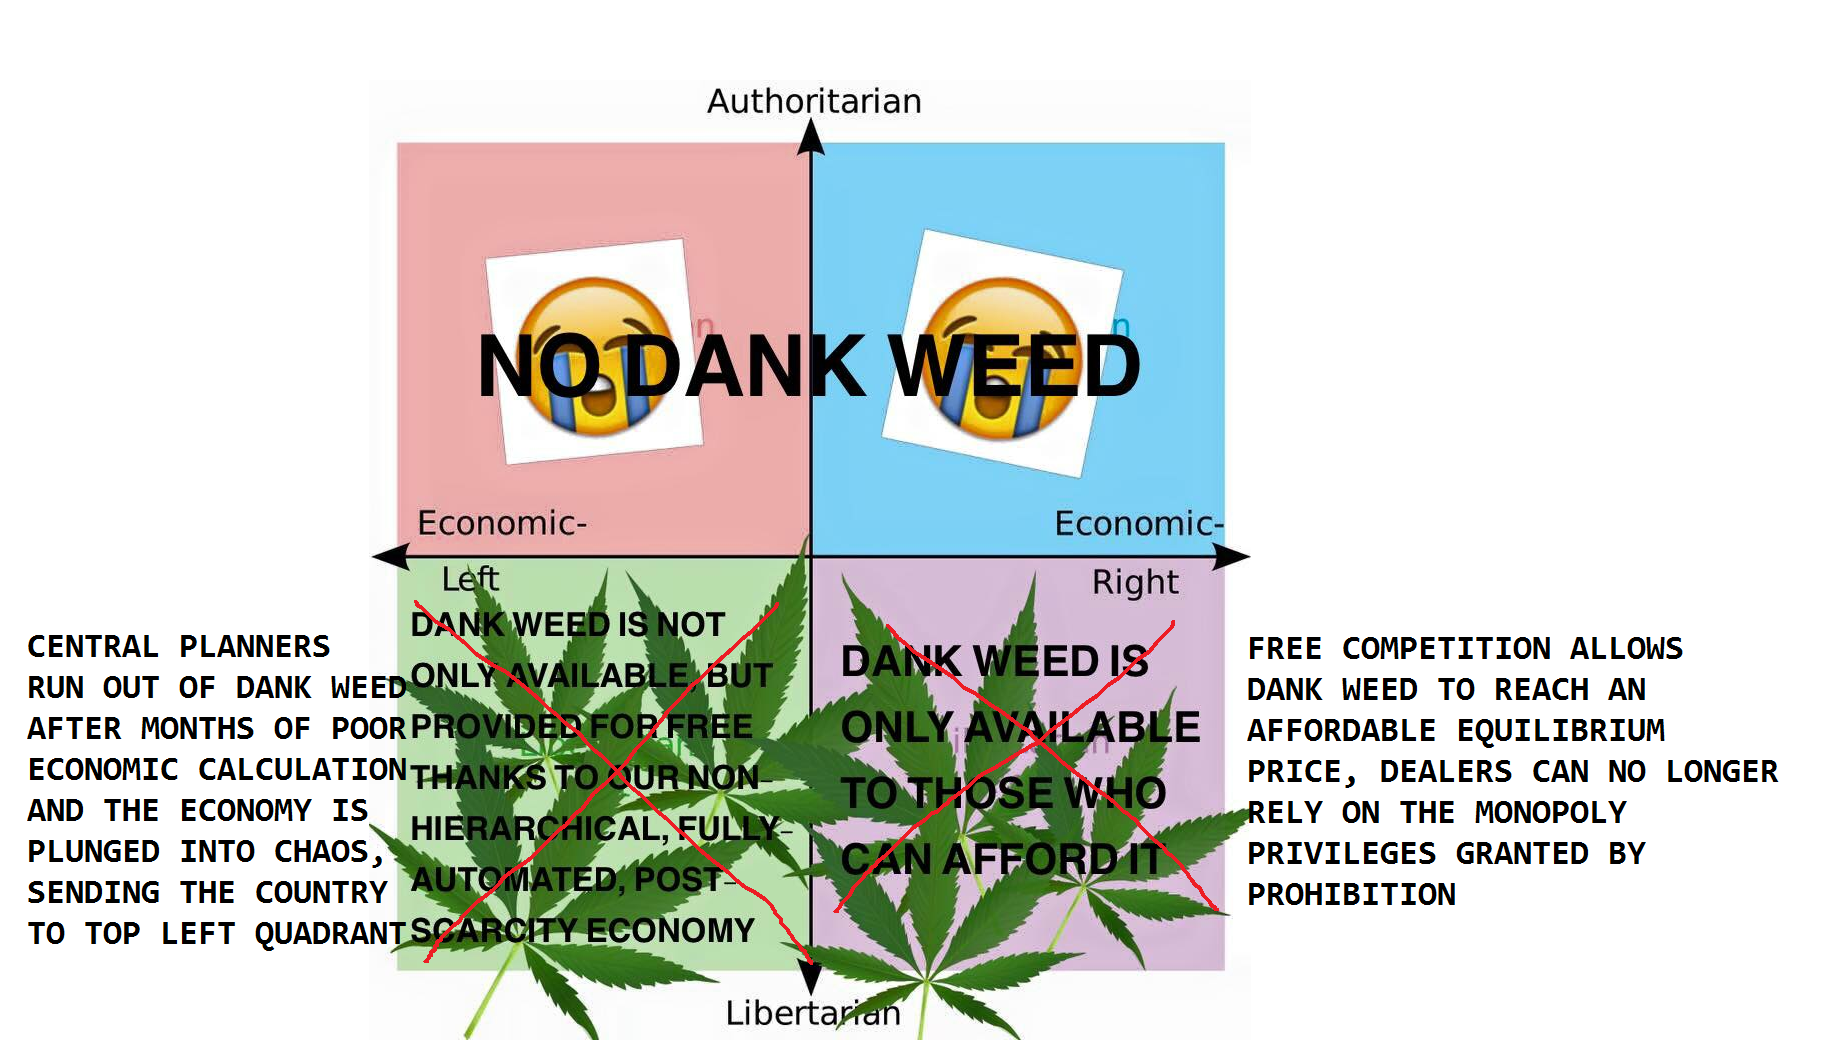 Authoritarian
n
n
NO DANK WEED
Economic-
Economic-
Left
Right
DANK WEED IS NOT
ONLY AVAILABLE, BUT
PROVIDED FOR FREE
THANKS TO OUR NON-
HIERARCHICAL, FULLY-
AUTOMATED, POST-
SCARCITY ECONOMY
DANK WEED IS
ONLY AVAILABLE
TO THOSE WHO
CAN AFFORD IT
CENTRAL PLANNERS
RUN OUT OF DANK WEED
AFTER MONTHS OF POOR
ECONOMIC CALCULATION
AND THE ECONOMY IS
PLUNGED INTO CHAOS,
SENDING THE COUNTRY
TO TOP LEFT QUADRANT
FREE COMPETITION ALLOWS
DANK WEED TO REACH AN
AFFORDABLE EQUILIBRIUM
PRICE, DEALERS CAN NO LONGER
RELY ON THE MONOPOLY
PRIVILEGES GRANTED BY
PROHIBITION
Libertarian